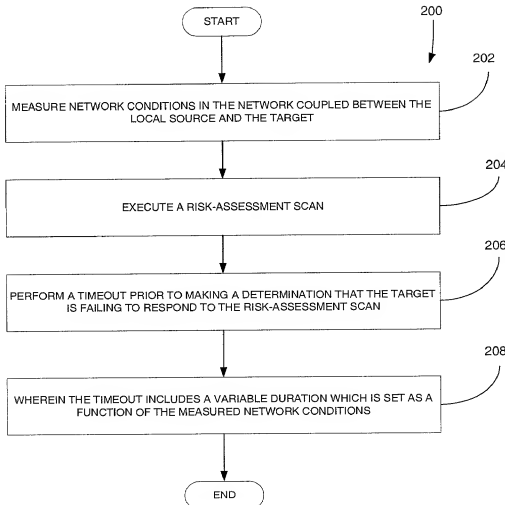 START
200
202
MEASURE NETWORK CONDITIONS IN THE NETWORK COUPLED BETWEEN THE
LOCAL SOURCE AND THE TARGET
204
EXECUTE A RISK-ASSESSMENT SCAN
206
PERFORM A TIMEOUT PRIOR TO MAKING A DETERMINATION THAT THE TARGET
IS FAILING TO RESPOND TO THE RISK-ASSESSMENT SCAN
208
WHEREIN THE TIMEOUT INCLUDES A VARIABLE DURATION WHICH IS SET AS A
FUNCTION OF THE MEASURED NETWORK CONDITIONS
END